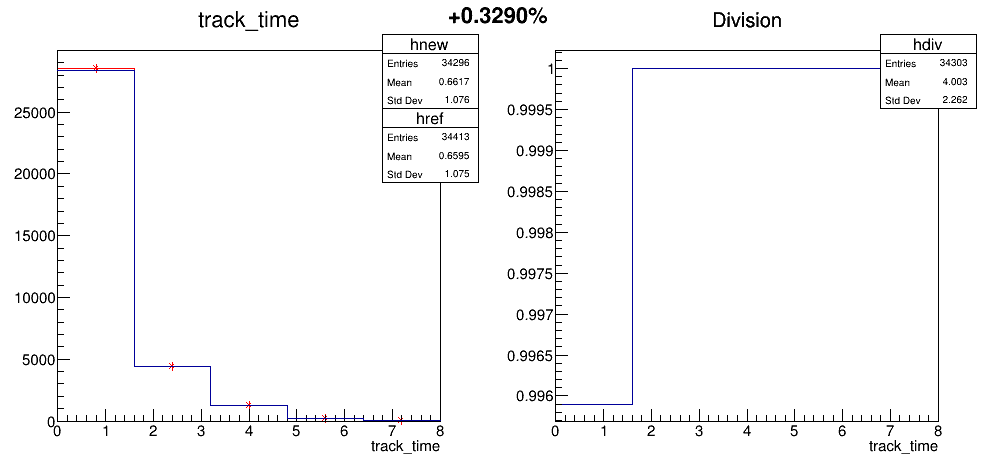 track_time
+0.3290%
Division
hnew
Entries 34296
Mean 0.6617
Std Dev 1.076
href
Entries 34413
Mean 0.6595
Std Dev 1.075
25000
20000
15000
10000
5000
0
0 1 2 3 4 5 6 7 8
track_time
hdiv
Entries 34303
Mean 4.003
Std Dev 2.262
1
0.9995
0.999
0.9985
0.998
0.9975
0.997
0.9965
0.996
0 1 2 3 4 5 6 7 8
track_time